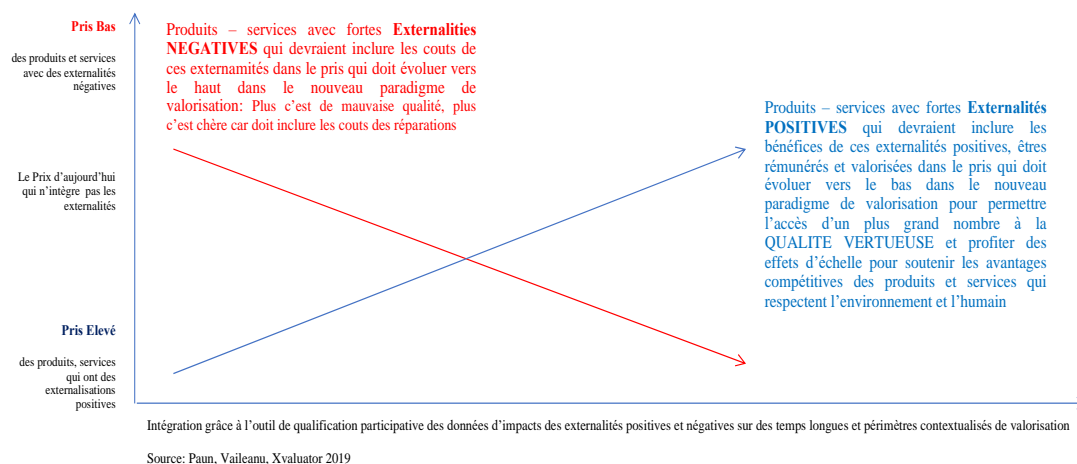 Pris Bas
des produits et services
avec des externalités
négatives
Le Prix d'aujourd'hui
qui n'intègre pas les
externalités
Pris Elevé
des produits, services
qui ont des
externalisations
positives
Produits – services avec fortes Externalities
NEGATIVES qui devraient inclure les couts de
ces externamités dans le pris qui doit évoluer vers
le haut dans le nouveau paradigme de
valorisation: Plus c'est de mauvaise qualité, plus
c'est chère car doit inclure les couts des réparations
Produits – services avec fortes Externalités
POSITIVES qui devraient inclure les
bénéfices de ces externalités positives, êtres
rémunérés et valorisées dans le pris qui doit
évoluer vers le bas dans le nouveau
paradigme de valorisation pour permettre
l'accès d'un plus grand nombre à la
QUALITE VERTUEUSE et profiter des
effets d'échelle pour soutenir les avantages
compétitives des produits et services qui
respectent l'environnement et l'humain
Intégration grâce à l'outil de qualification participative des données d'impacts des externalités positives et négatives sur des temps longues et périmètres contextualisés de valorisation
Source: Paun, Vaileanu, Xvaluator 2019